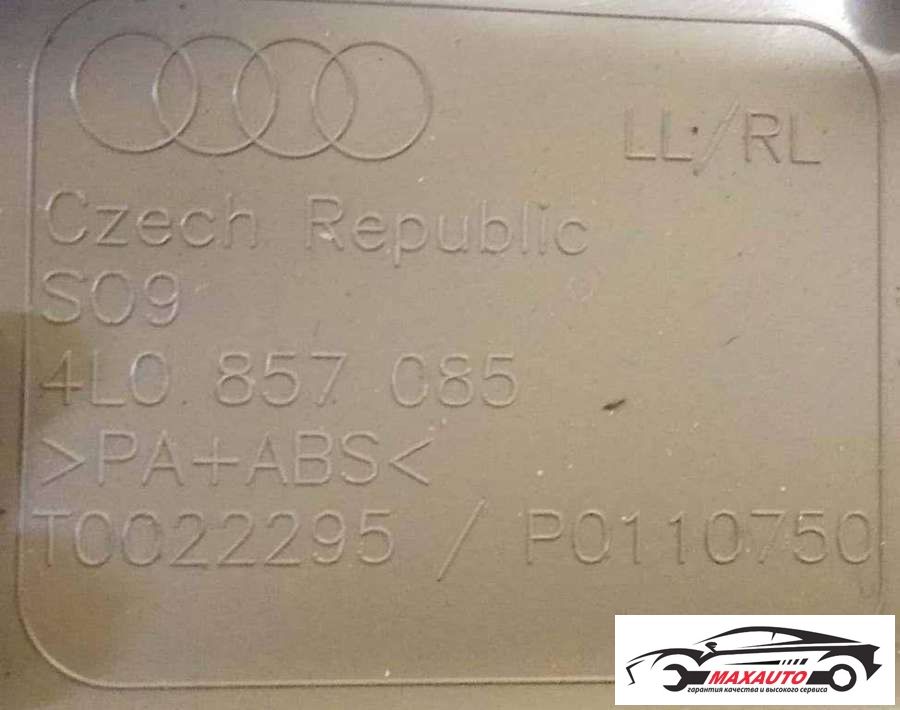 LL/RL
Czech Republic
S09
4L0 857 085
>PA+ABS<
T0022295 / P0110750
MAXAUTO
гарантия качества и высокого сервиса